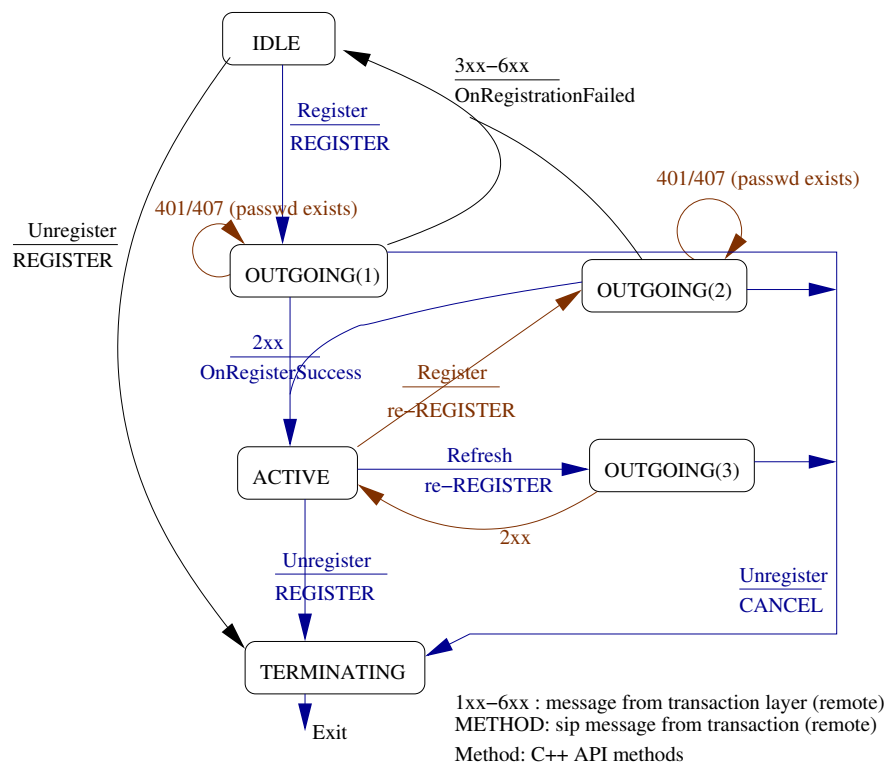 IDLE
3xx−6xx
OnRegistrationFailed
Register
REGISTER
401/407 (passwd exists)
401/407 (passwd exists)
Unregister
REGISTER
OUTGOING(1)
OUTGOING(2)
2xx
OnRegisterSuccess
Register
re−REGISTER
ACTIVE
Refresh
re−REGISTER
OUTGOING(3)
2xx
Unregister
REGISTER
Unregister
CANCEL
TERMINATING
Exit
1xx−6xx : message from transaction layer (remote)
METHOD: sip message from transaction (remote)
Method: C++ API methods